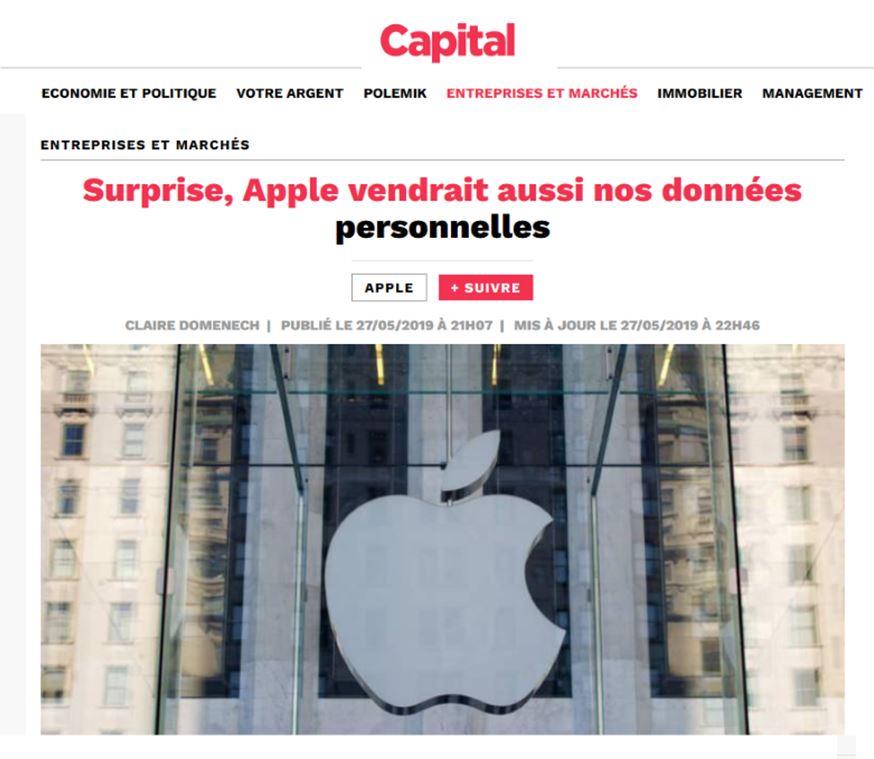 Capital
ECONOMIE ET POLITIQUE VOTRE ARGENT POLEMIK ENTREPRISES ET MARCHÉS IMMOBILIER MANAGEMENT
ENTREPRISES ET MARCHÉS
Surprise, Apple vendrait aussi nos données
personnelles
APPLE + SUIVRE
CLAIRE DOMENECH | PUBLIÉ LE 27/05/2019 À 21H07 | MIS À JOUR LE 27/05/2019 À 22H46